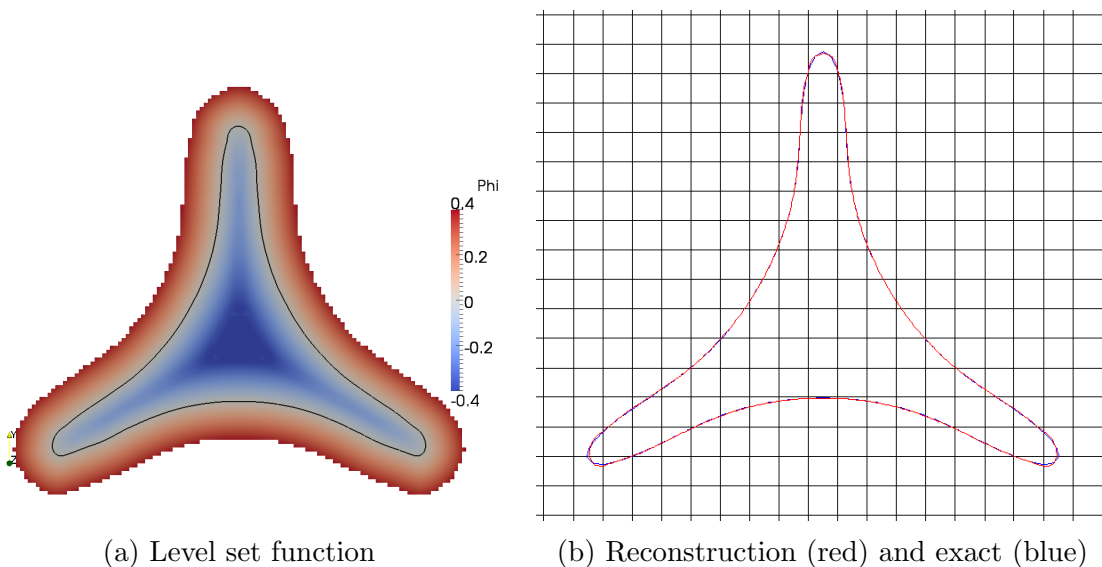 Phi
0.4
0.2
0
-0.2
-0.4
Y
Z
(a) Level set function
(b) Reconstruction (red) and exact (blue)